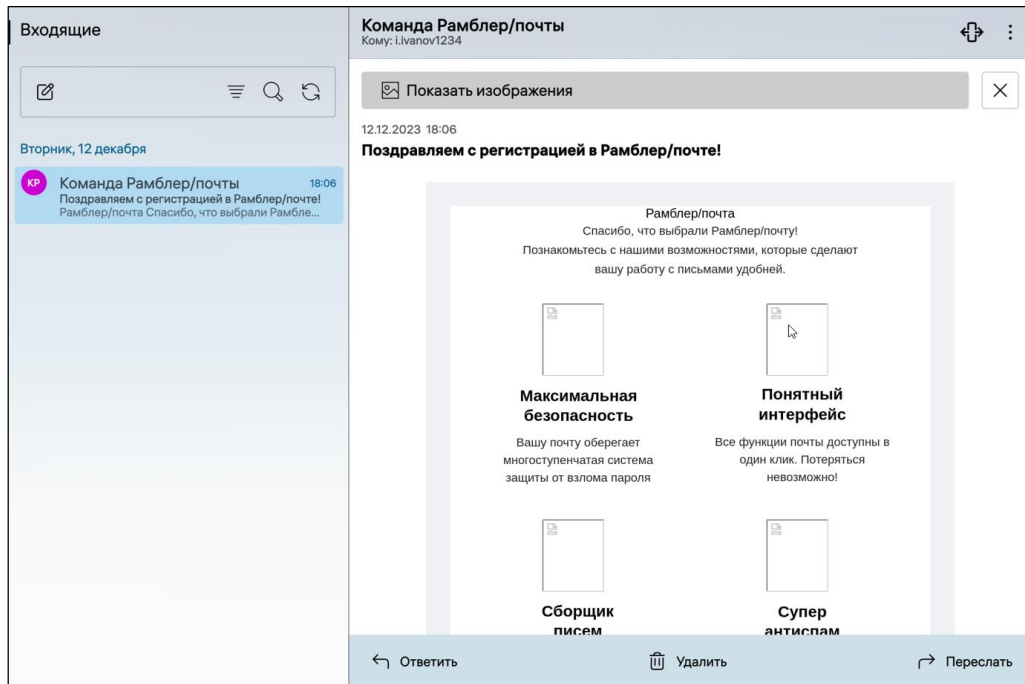 Входящие
Вторник, 12 декабря
КР
Команда Рамблер/почты 18:06
Поздравляем с регистрацией в Рамблер/почте!
Рамблер/почта Спасибо, что выбрали Рамбле...
Команда Рамблер/почты
Кому: i.ivanov1234
Показать изображения
12.12.2023 18:06
Поздравляем с регистрацией в Рамблер/почте!
Рамблер/почта
Спасибо, что выбрали Рамблер/почту!
Познакомьтесь с нашими возможностями, которые сделают
вашу работу с письмами удобней.
Максимальная
безопасность
Вашу почту оберегает
многоступенчатая система
защиты от взлома пароля
Понятный
интерфейс
Все функции почты доступны в
один клик. Потеряться
невозможно!
Сборщик
писем
Супер
антиспам
Ответить
Удалить
Переслать